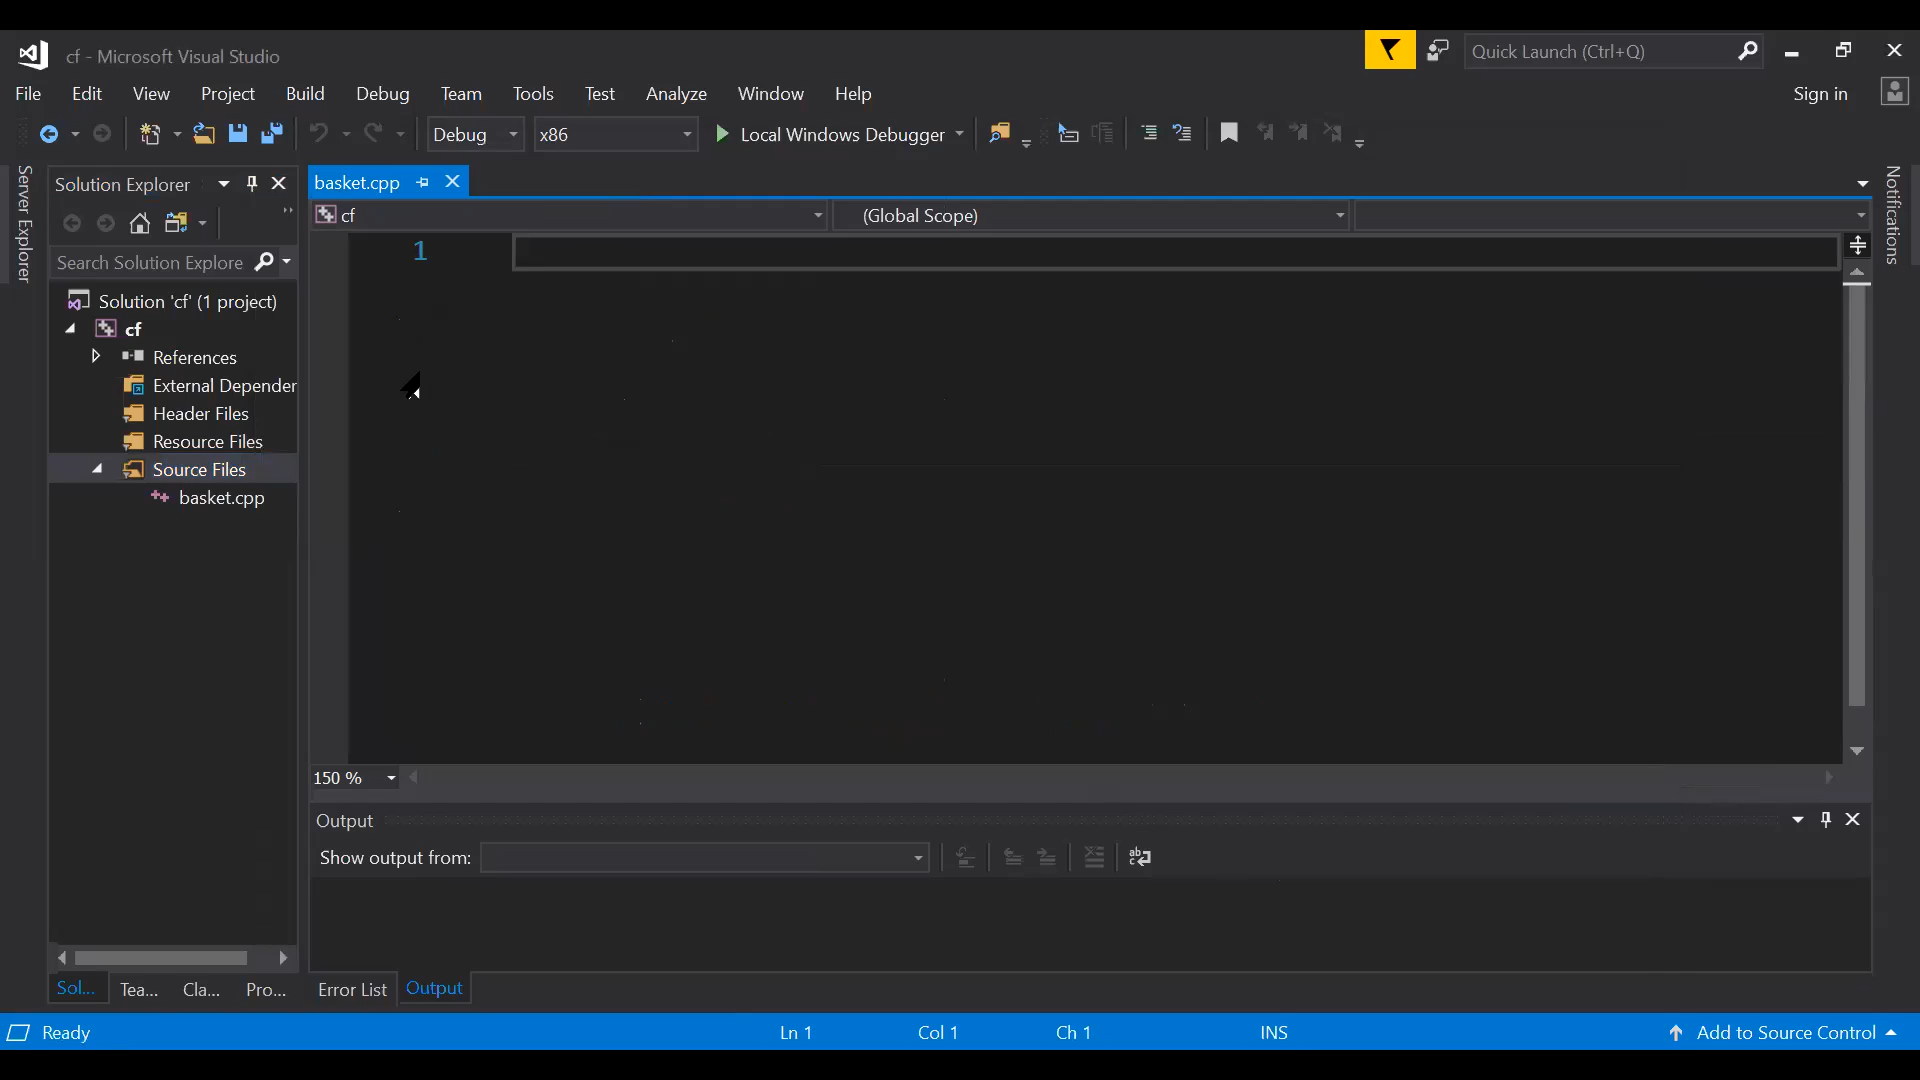 cf - Microsoft Visual Studio
Quick Launch (Ctrl+Q)
File Edit View Project Build Debug Team Tools Test Analyze Window Help
Sign in
Debug x86 Local Windows Debugger
Server Explorer
Solution Explorer
basket.cpp
Notifications
cf (Global Scope)
Search Solution Explore
1
Solution 'cf' (1 project)
cf
References
External Depender
Header Files
Resource Files
Source Files
basket.cpp
150 %
Output
Show output from:
Sol... Tea... Cla... Pro... Error List Output
Ready Ln 1 Col 1 Ch 1 INS Add to Source Control